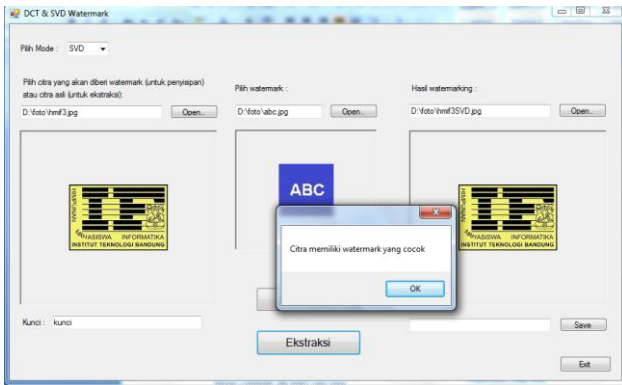 DCT & SVD Watermark
Pilih Mode : SVD
Pilih citra yang akan diberi watermark (untuk penyisipan)
atau citra asli (untuk ekstraksi):
D:\foto\hmif3.jpg
Open..
Pilih watermark :
D:\foto\abc.jpg
Open..
Hasil watermarking :
D:\foto\hmif3SVD.jpg
Open..
HIMPUNAN
MAHASISWA INFORMATIKA
INSTITUT TEKNOLOGI BANDUNG
ABC
HIMPUNAN
MAHASISWA INFORMATIKA
INSTITUT TEKNOLOGI BANDUNG
Citra memiliki watermark yang cocok
OK
Kunci : kunci
Ekstraksi
Save
Exit